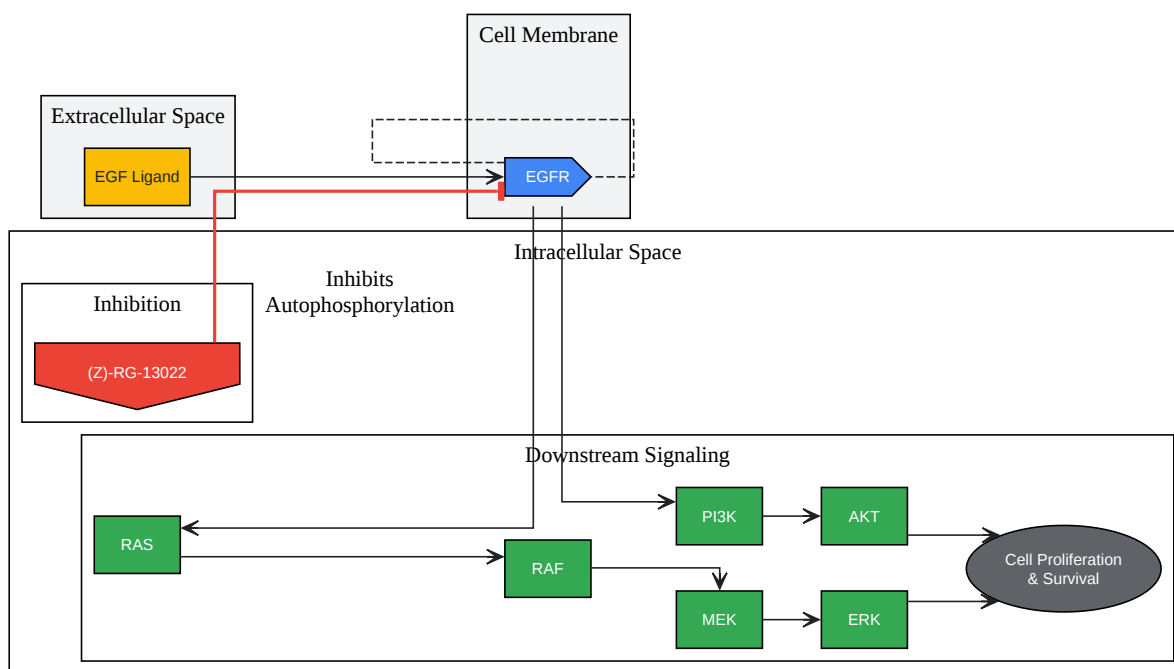 Cell Membrane
Extracellular Space
EGF Ligand
EGFR
Intracellular Space
Inhibits
Autophosphorylation
Inhibition
(Z)-RG-13022
Downstream Signaling
PI3K
AKT
RAS
RAF
Cell Proliferation
& Survival
MEK
ERK